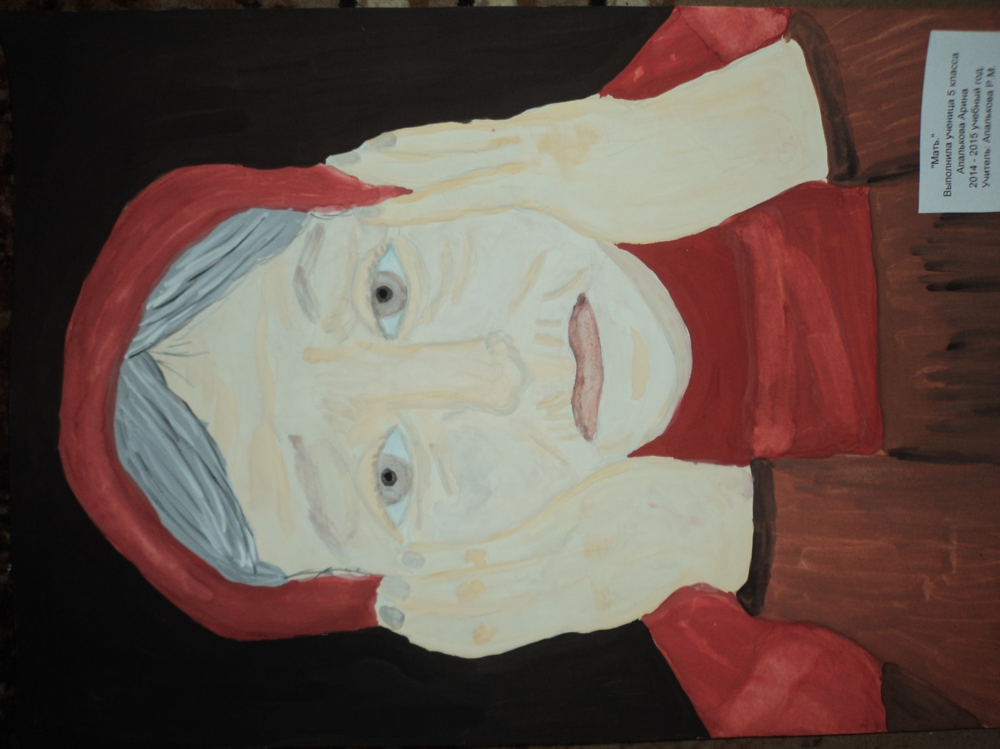 "Мать."
Выполнила ученица 5 класса
Апалькова Арина
2014 - 2015 учебный год.
Учитель: Апалькова Р.М.